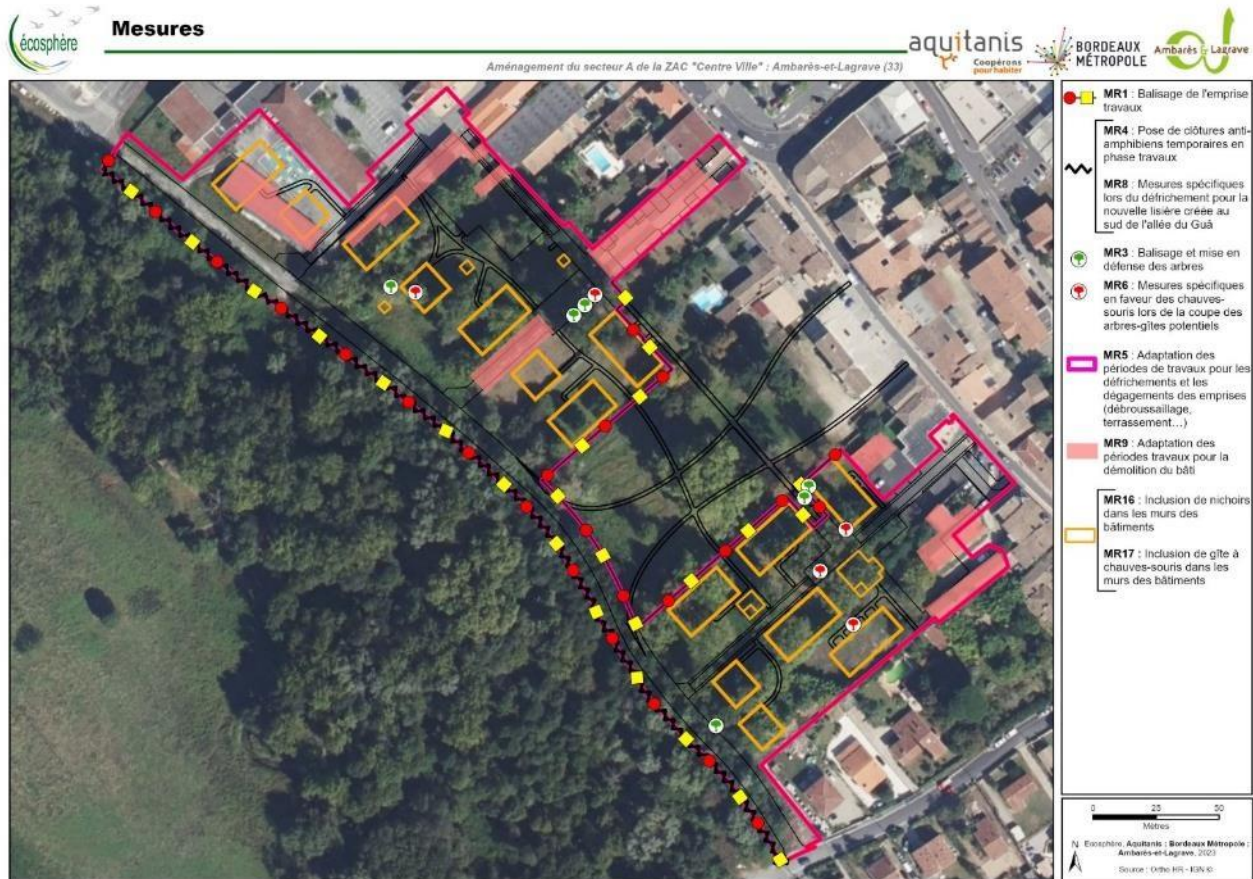 écosphère
Mesures
Aménagement du secteur A de la ZAC "Centre Ville" : Ambarès-et-Lagrave (33)
aquitanis
Coopérons
pour habiter
BORDEAUX
MÉTROPOLE
Ambarès & Lagrave
MR1 : Balisage de l'emprise
travaux
MR4 : Pose de clôtures anti-
amphibiens temporaires en
phase travaux
MR8 : Mesures spécifiques
lors du défrichement pour la
nouvelle lisière créée au
sud de l'allée du Guâ
MR3 : Balisage et mise en
défense des arbres
MR6 : Mesures spécifiques
en faveur des chauves-
souris lors de la coupe des
arbres-gîtes potentiels
MR5 : Adaptation des
périodes de travaux pour les
défrichements et les
dégagements des emprises
(débroussaillage,
terrassement…)
MR9 : Adaptation des
périodes travaux pour la
démolition du bâti
MR16 : Inclusion de nichoirs
dans les murs des
bâtiments
MR17 : Inclusion de gîte à
chauves-souris dans les
murs des bâtiments
0 25 50
Mètres
N
Ecosphère, Aquitanis : Bordeaux Métropole :
Ambarès-et-Lagrave, 2023
Source : Ortho HR - IGN ©